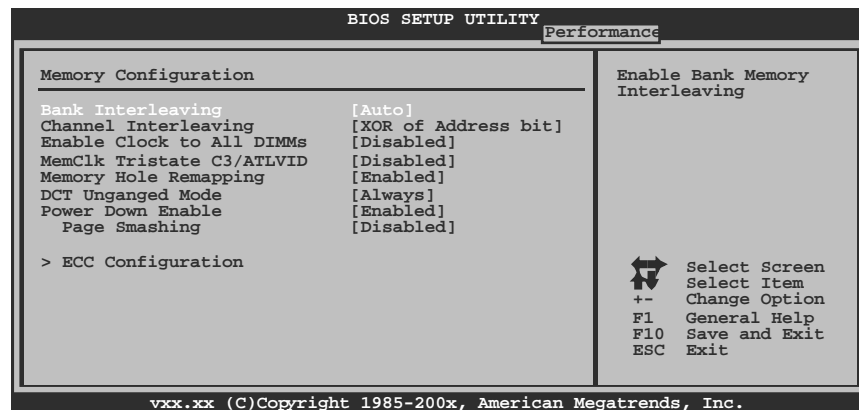 BIOS SETUP UTILITY
Performance
Memory Configuration
Bank Interleaving [Auto]
Channel Interleaving [XOR of Address bit]
Enable Clock to All DIMMs [Disabled]
MemClk Tristate C3/ATLVID [Disabled]
Memory Hole Remapping [Enabled]
DCT Unganged Mode [Always]
Power Down Enable [Enabled]
Page Smashing [Disabled]
> ECC Configuration
Enable Bank Memory
Interleaving
Select Screen
Select Item
+- Change Option
F1 General Help
F10 Save and Exit
ESC Exit
vxx.xx (C)Copyright 1985-200x, American Megatrends, Inc.